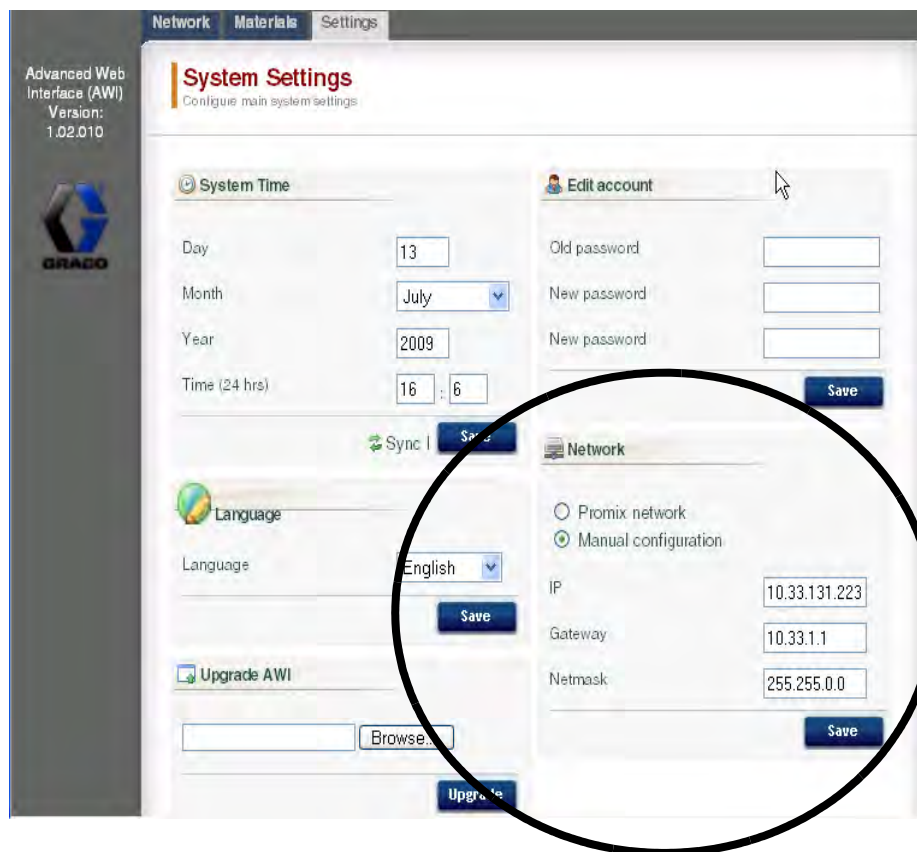 Network Materials Settings
Advanced Web
Interface (AWI)
Version:
1.02.010
GRACO
System Settings
Configure main system settings
System Time
Day 13
Month July
Year 2009
Time (24 hrs) 16 : 6
Sync | Save
Language
Language English
Save
Upgrade AWI
Browse...
Upgrade
Edit account
Old password
New password
New password
Save
Network
Promix network
Manual configuration
IP 10.33.131.223
Gateway 10.33.1.1
Netmask 255.255.0.0
Save